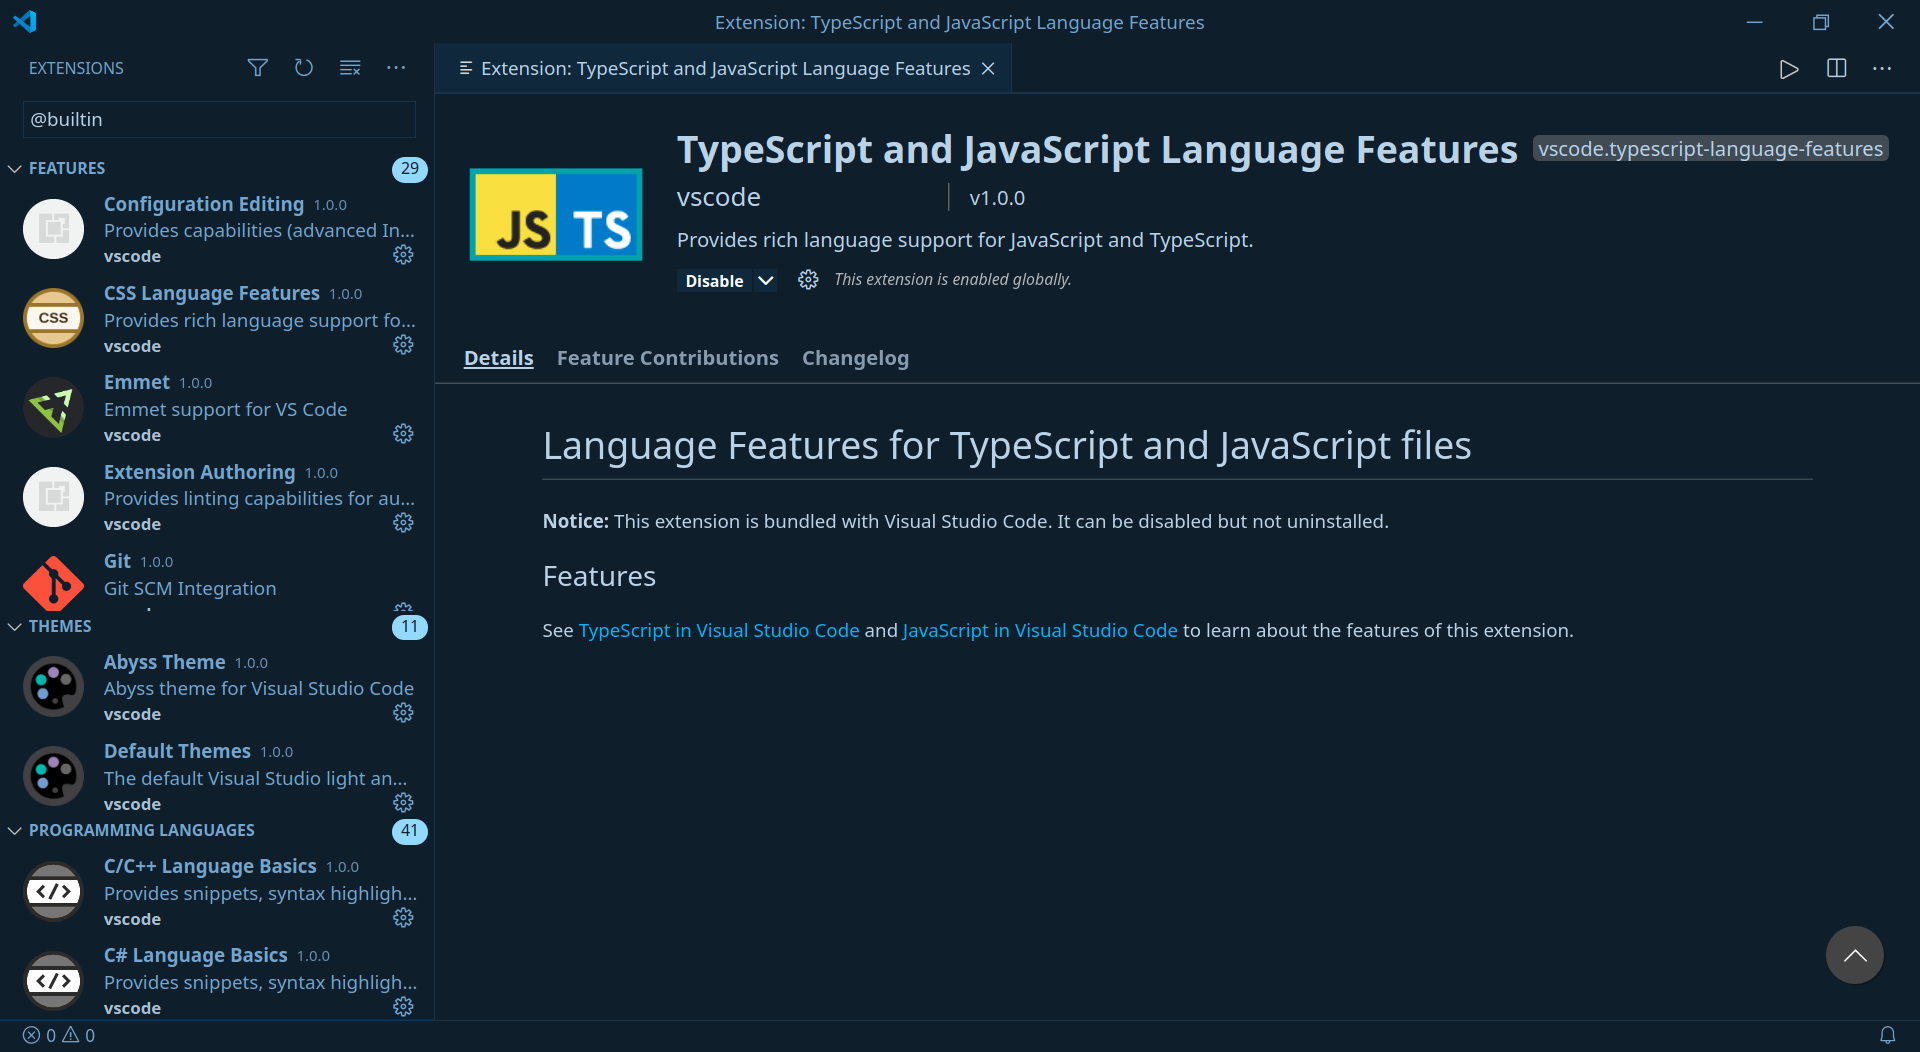 Extension: TypeScript and JavaScript Language Features
EXTENSIONS
Extension: TypeScript and JavaScript Language Features
@builtin
FEATURES 29
Configuration Editing 1.0.0
Provides capabilities (advanced In...
vscode
CSS
CSS Language Features 1.0.0
Provides rich language support fo...
vscode
Emmet 1.0.0
Emmet support for VS Code
vscode
Extension Authoring 1.0.0
Provides linting capabilities for au...
vscode
Git 1.0.0
Git SCM Integration
THEMES 11
Abyss Theme 1.0.0
Abyss theme for Visual Studio Code
vscode
Default Themes 1.0.0
The default Visual Studio light an...
vscode
PROGRAMMING LANGUAGES 41
C/C++ Language Basics 1.0.0
Provides snippets, syntax highligh...
vscode
C# Language Basics 1.0.0
Provides snippets, syntax highligh...
vscode
JS TS
TypeScript and JavaScript Language Features vscode.typescript-language-features
vscode v1.0.0
Provides rich language support for JavaScript and TypeScript.
Disable This extension is enabled globally.
Details Feature Contributions Changelog
Language Features for TypeScript and JavaScript files
Notice: This extension is bundled with Visual Studio Code. It can be disabled but not uninstalled.
Features
See TypeScript in Visual Studio Code and JavaScript in Visual Studio Code to learn about the features of this extension.
0 0